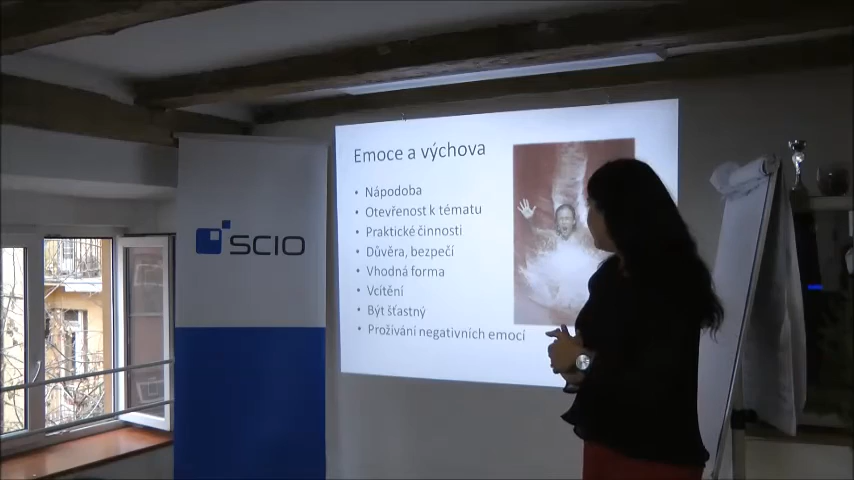 Emoce a výchova
• Nápodoba
• Otevřenost k tématu
• Praktické činnosti
• Důvěra, bezpečí
• Vhodná forma
• Vcítění
• Být šťastný
• Prožívání negativních emocí
SCIO